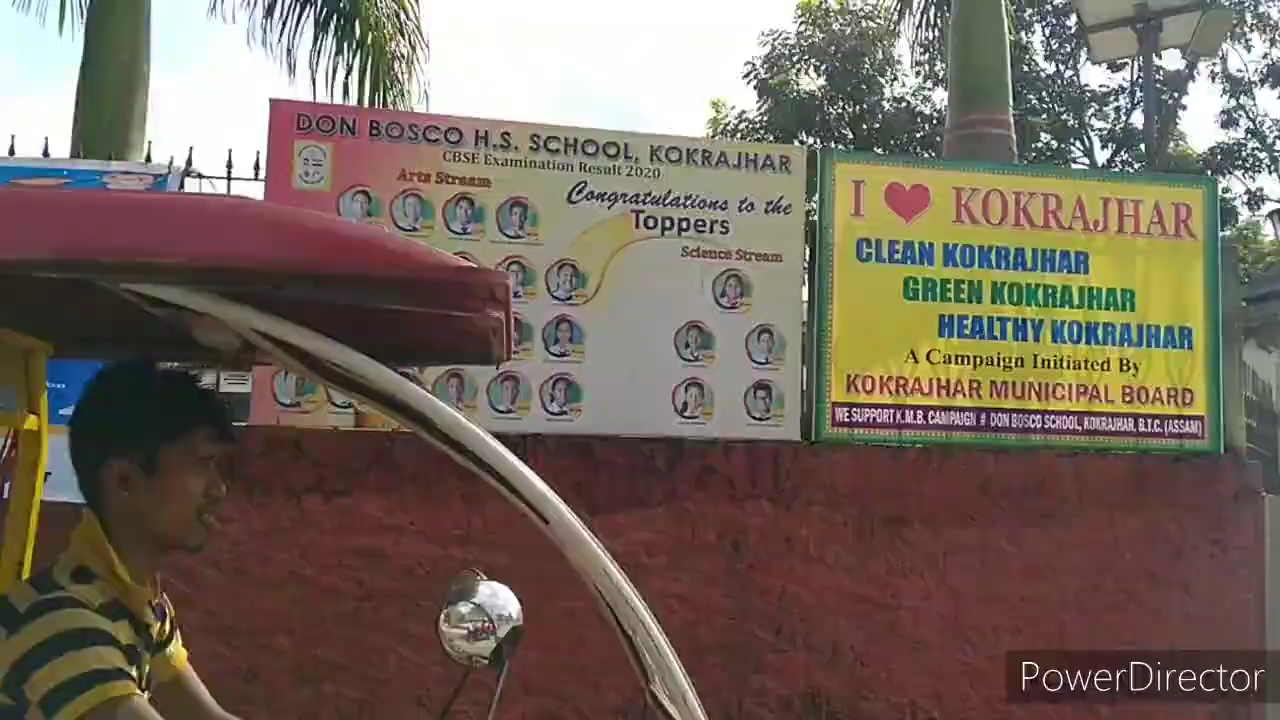 DON BOSCO H.S. SCHOOL, KOKRAJHAR
CBSE Examination Result 2020
Arts Stream
Congratulations to the
Toppers
Science Stream
I ♥ KOKRAJHAR
CLEAN KOKRAJHAR
GREEN KOKRAJHAR
HEALTHY KOKRAJHAR
A Campaign Initiated By
KOKRAJHAR MUNICIPAL BOARD
WE SUPPORT K.M.B. CAMPAIGN # DON BOSCO SCHOOL, KOKRAJHAR, B.T.C. (ASSAM)
PowerDirector